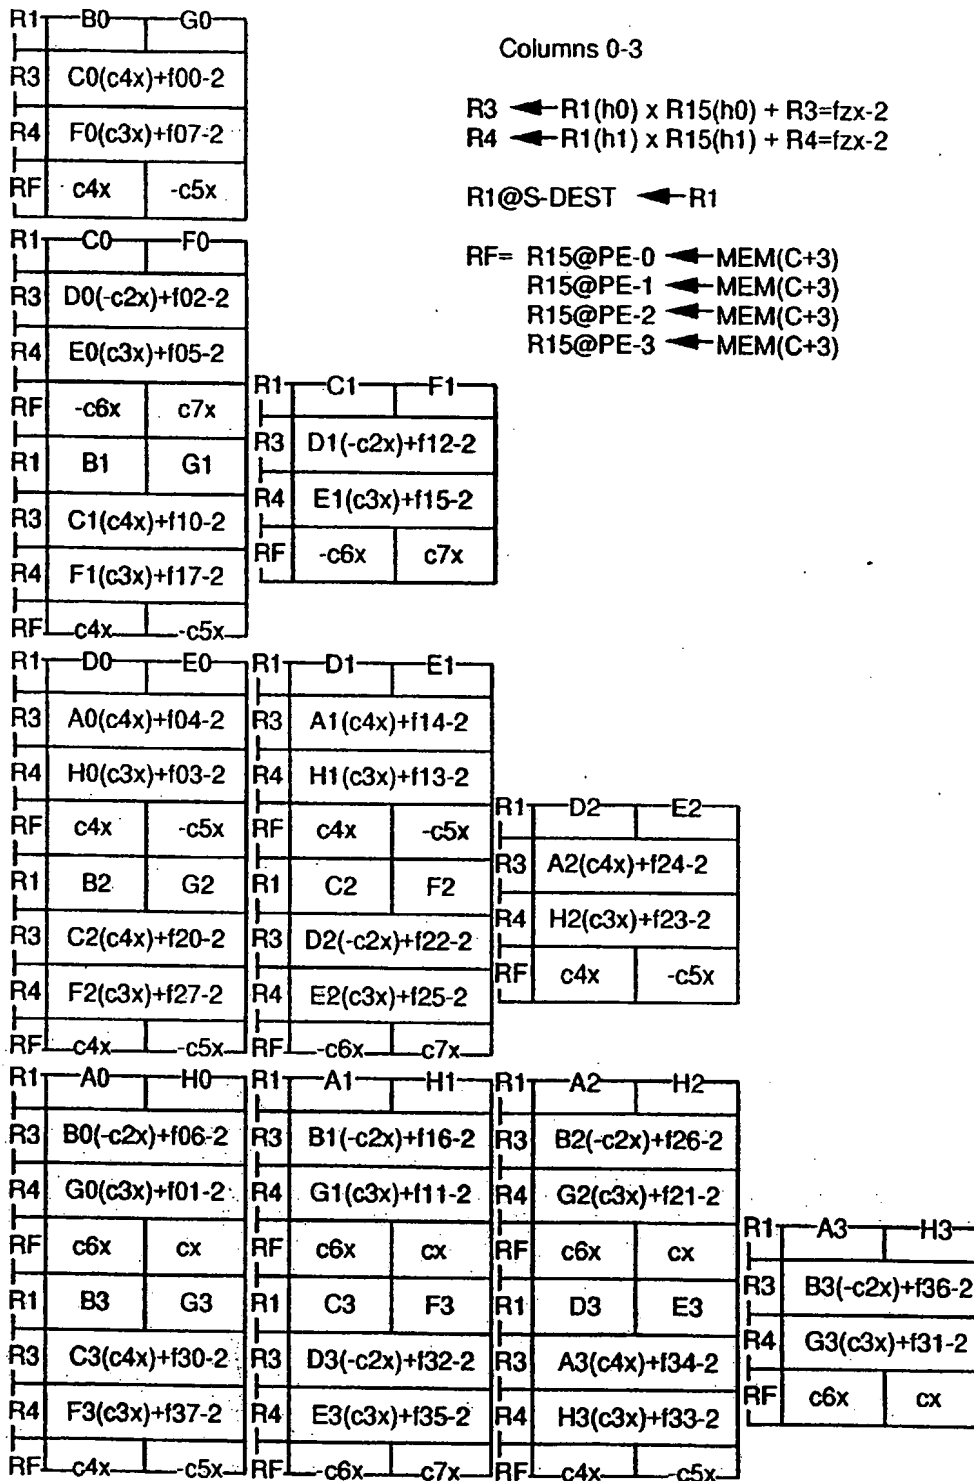 R1 B0 G0
R3 C0(c4x)+f00-2
R4 F0(c3x)+f07-2
RF c4x -c5x
Columns 0-3
R3 ◄─ R1(h0) x R15(h0) + R3=fzx-2
R4 ◄─ R1(h1) x R15(h1) + R4=fzx-2
R1@S-DEST ◄─ R1
RF= R15@PE-0 ◄─ MEM(C+3)
R15@PE-1 ◄─ MEM(C+3)
R15@PE-2 ◄─ MEM(C+3)
R15@PE-3 ◄─ MEM(C+3)
R1 C0 F0
R3 D0(-c2x)+f02-2
R4 E0(c3x)+f05-2
RF -c6x c7x
R1 B1 G1
R3 C1(c4x)+f10-2
R4 F1(c3x)+f17-2
RF c4x -c5x
R1 C1 F1
R3 D1(-c2x)+f12-2
R4 E1(c3x)+f15-2
RF -c6x c7x
R1 D0 E0
R3 A0(c4x)+f04-2
R4 H0(c3x)+f03-2
RF c4x -c5x
R1 B2 G2
R3 C2(c4x)+f20-2
R4 F2(c3x)+f27-2
RF c4x -c5x
R1 D1 E1
R3 A1(c4x)+f14-2
R4 H1(c3x)+f13-2
RF c4x -c5x
R1 C2 F2
R3 D2(-c2x)+f22-2
R4 E2(c3x)+f25-2
RF -c6x c7x
R1 D2 E2
R3 A2(c4x)+f24-2
R4 H2(c3x)+f23-2
RF c4x -c5x
R1 A0 H0
R3 B0(-c2x)+f06-2
R4 G0(c3x)+f01-2
RF c6x cx
R1 B3 G3
R3 C3(c4x)+f30-2
R4 F3(c3x)+f37-2
RF c4x -c5x
R1 A1 H1
R3 B1(-c2x)+f16-2
R4 G1(c3x)+f11-2
RF c6x cx
R1 C3 F3
R3 D3(-c2x)+f32-2
R4 E3(c3x)+f35-2
RF -c6x c7x
R1 A2 H2
R3 B2(-c2x)+f26-2
R4 G2(c3x)+f21-2
RF c6x cx
R1 D3 E3
R3 A3(c4x)+f34-2
R4 H3(c3x)+f33-2
RF c4x -c5x
R1 A3 H3
R3 B3(-c2x)+f36-2
R4 G3(c3x)+f31-2
RF c6x cx